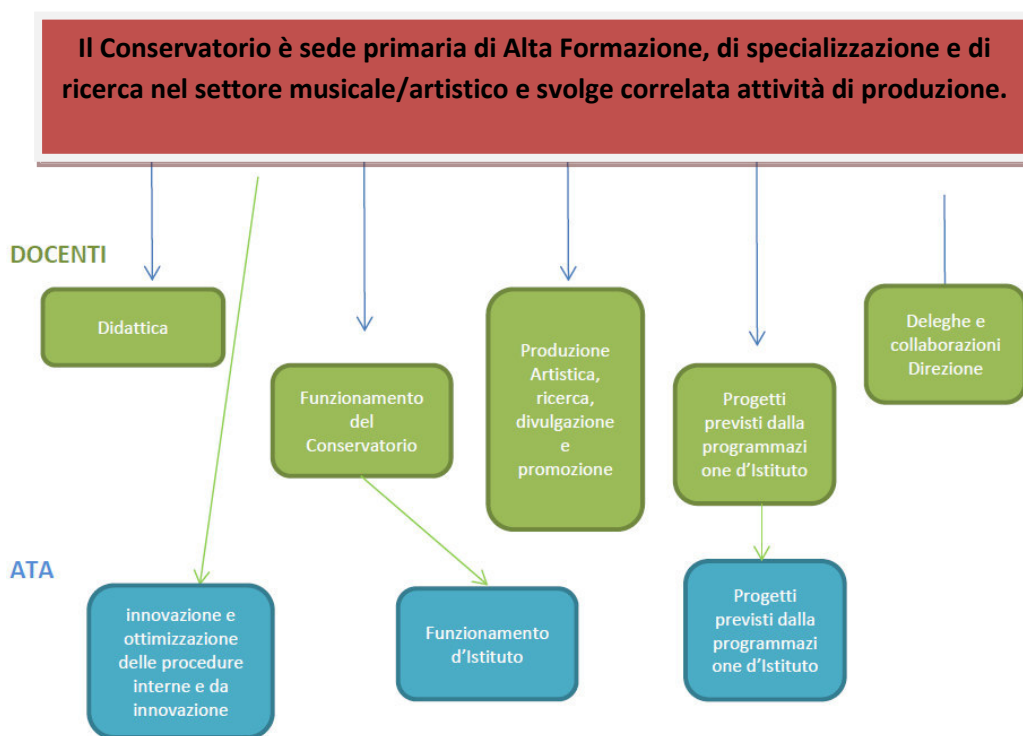 Il Conservatorio è sede primaria di Alta Formazione, di specializzazione e di
ricerca nel settore musicale/artistico e svolge correlata attività di produzione.
DOCENTI
Didattica
Funzionamento
del
Conservatorio
Produzione
Artistica,
ricerca,
divulgazione
e
promozione
Progetti
previsti dalla
programmazi
one d'Istituto
Deleghe e
collaborazioni
Direzione
ATA
innovazione e
ottimizzazione
delle procedure
interne e da
innovazione
Funzionamento
d'Istituto
Progetti
previsti dalla
programmazi
one d'Istituto